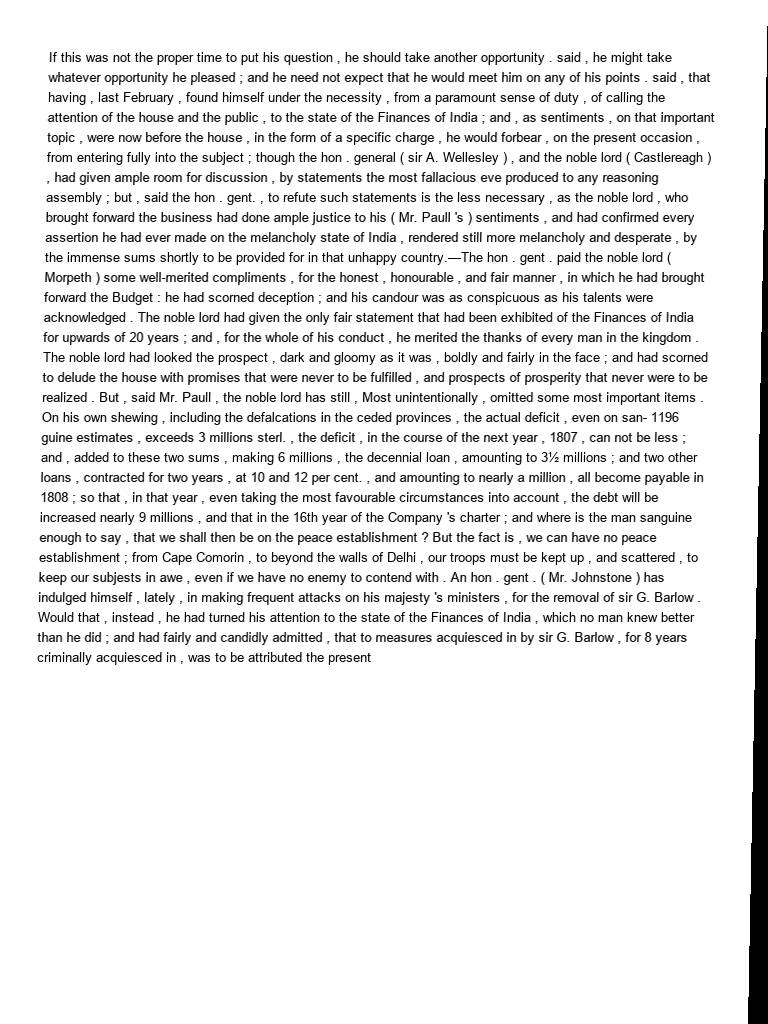 If this was not the proper time to put his question , he should take another opportunity . said , he might take
whatever opportunity he pleased ; and he need not expect that he would meet him on any of his points . said , that
having , last February , found himself under the necessity , from a paramount sense of duty , of calling the
attention of the house and the public , to the state of the Finances of India ; and , as sentiments , on that important
topic , were now before the house , in the form of a specific charge , he would forbear , on the present occasion ,
from entering fully into the subject ; though the hon . general ( sir A. Wellesley ) , and the noble lord ( Castlereagh )
, had given ample room for discussion , by statements the most fallacious eve produced to any reasoning
assembly ; but , said the hon . gent. , to refute such statements is the less necessary , as the noble lord , who
brought forward the business had done ample justice to his ( Mr. Paull 's ) sentiments , and had confirmed every
assertion he had ever made on the melancholy state of India , rendered still more melancholy and desperate , by
the immense sums shortly to be provided for in that unhappy country.—The hon . gent . paid the noble lord (
Morpeth ) some well-merited compliments , for the honest , honourable , and fair manner , in which he had brought
forward the Budget : he had scorned deception ; and his candour was as conspicuous as his talents were
acknowledged . The noble lord had given the only fair statement that had been exhibited of the Finances of India
for upwards of 20 years ; and , for the whole of his conduct , he merited the thanks of every man in the kingdom .
The noble lord had looked the prospect , dark and gloomy as it was , boldly and fairly in the face ; and had scorned
to delude the house with promises that were never to be fulfilled , and prospects of prosperity that never were to be
realized . But , said Mr. Paull , the noble lord has still , Most unintentionally , omitted some most important items .
On his own shewing , including the defalcations in the ceded provinces , the actual deficit , even on san- 1196
guine estimates , exceeds 3 millions sterl. , the deficit , in the course of the next year , 1807 , can not be less ;
and , added to these two sums , making 6 millions , the decennial loan , amounting to 3½ millions ; and two other
loans , contracted for two years , at 10 and 12 per cent. , and amounting to nearly a million , all become payable in
1808 ; so that , in that year , even taking the most favourable circumstances into account , the debt will be
increased nearly 9 millions , and that in the 16th year of the Company 's charter ; and where is the man sanguine
enough to say , that we shall then be on the peace establishment ? But the fact is , we can have no peace
establishment ; from Cape Comorin , to beyond the walls of Delhi , our troops must be kept up , and scattered , to
keep our subjests in awe , even if we have no enemy to contend with . An hon . gent . ( Mr. Johnstone ) has
indulged himself , lately , in making frequent attacks on his majesty 's ministers , for the removal of sir G. Barlow .
Would that , instead , he had turned his attention to the state of the Finances of India , which no man knew better
than he did ; and had fairly and candidly admitted , that to measures acquiesced in by sir G. Barlow , for 8 years
criminally acquiesced in , was to be attributed the present